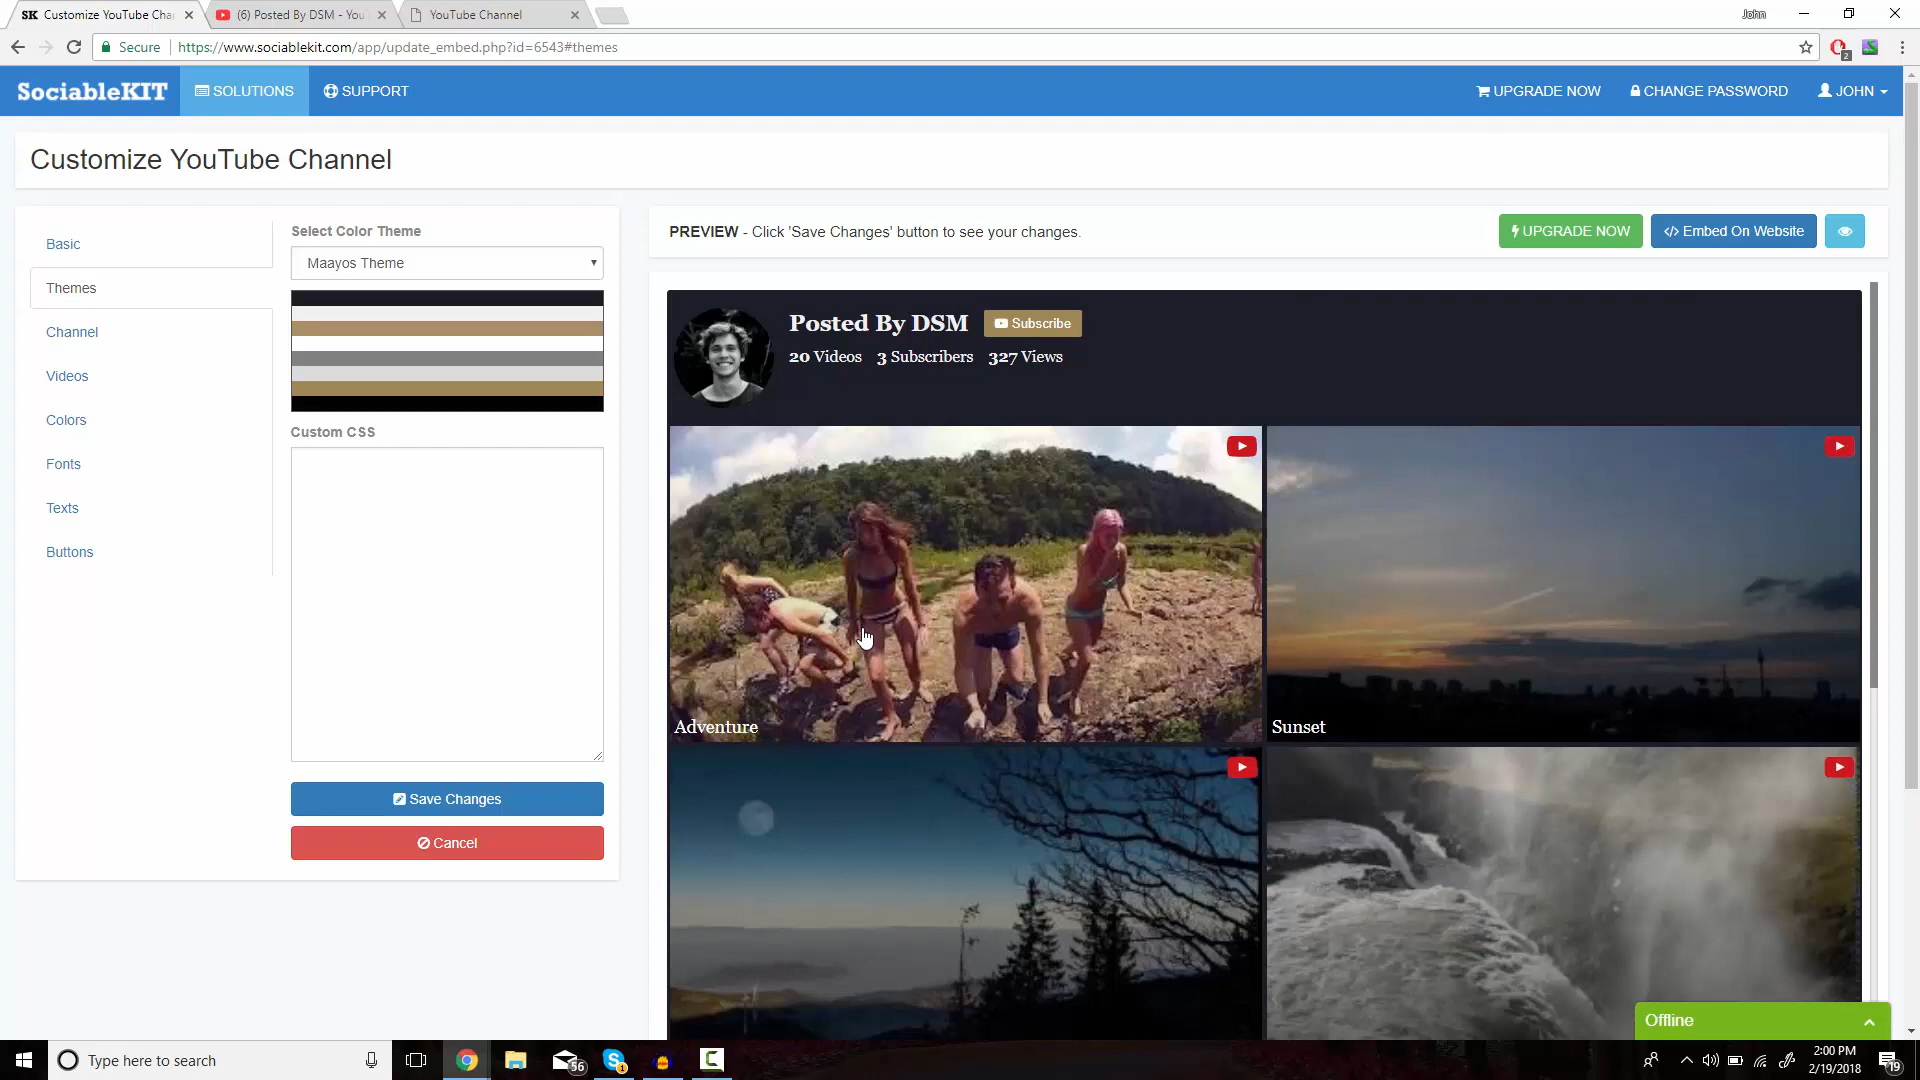 SK Customize YouTube Cha
(6) Posted By DSM - You
YouTube Channel
John
Secure
https://www.sociablekit.com/app/update_embed.php?id=6543#themes
2
SociableKIT
SOLUTIONS
SUPPORT
UPGRADE NOW
CHANGE PASSWORD
JOHN
Customize YouTube Channel
Basic
Themes
Channel
Videos
Colors
Fonts
Texts
Buttons
Select Color Theme
Maayos Theme
Custom CSS
Save Changes
Cancel
PREVIEW - Click 'Save Changes' button to see your changes.
UPGRADE NOW
</> Embed On Website
Posted By DSM
Subscribe
20 Videos 3 Subscribers 327 Views
Adventure
Sunset
Offline
Type here to search
56
1
2:00 PM
2/19/2018
19